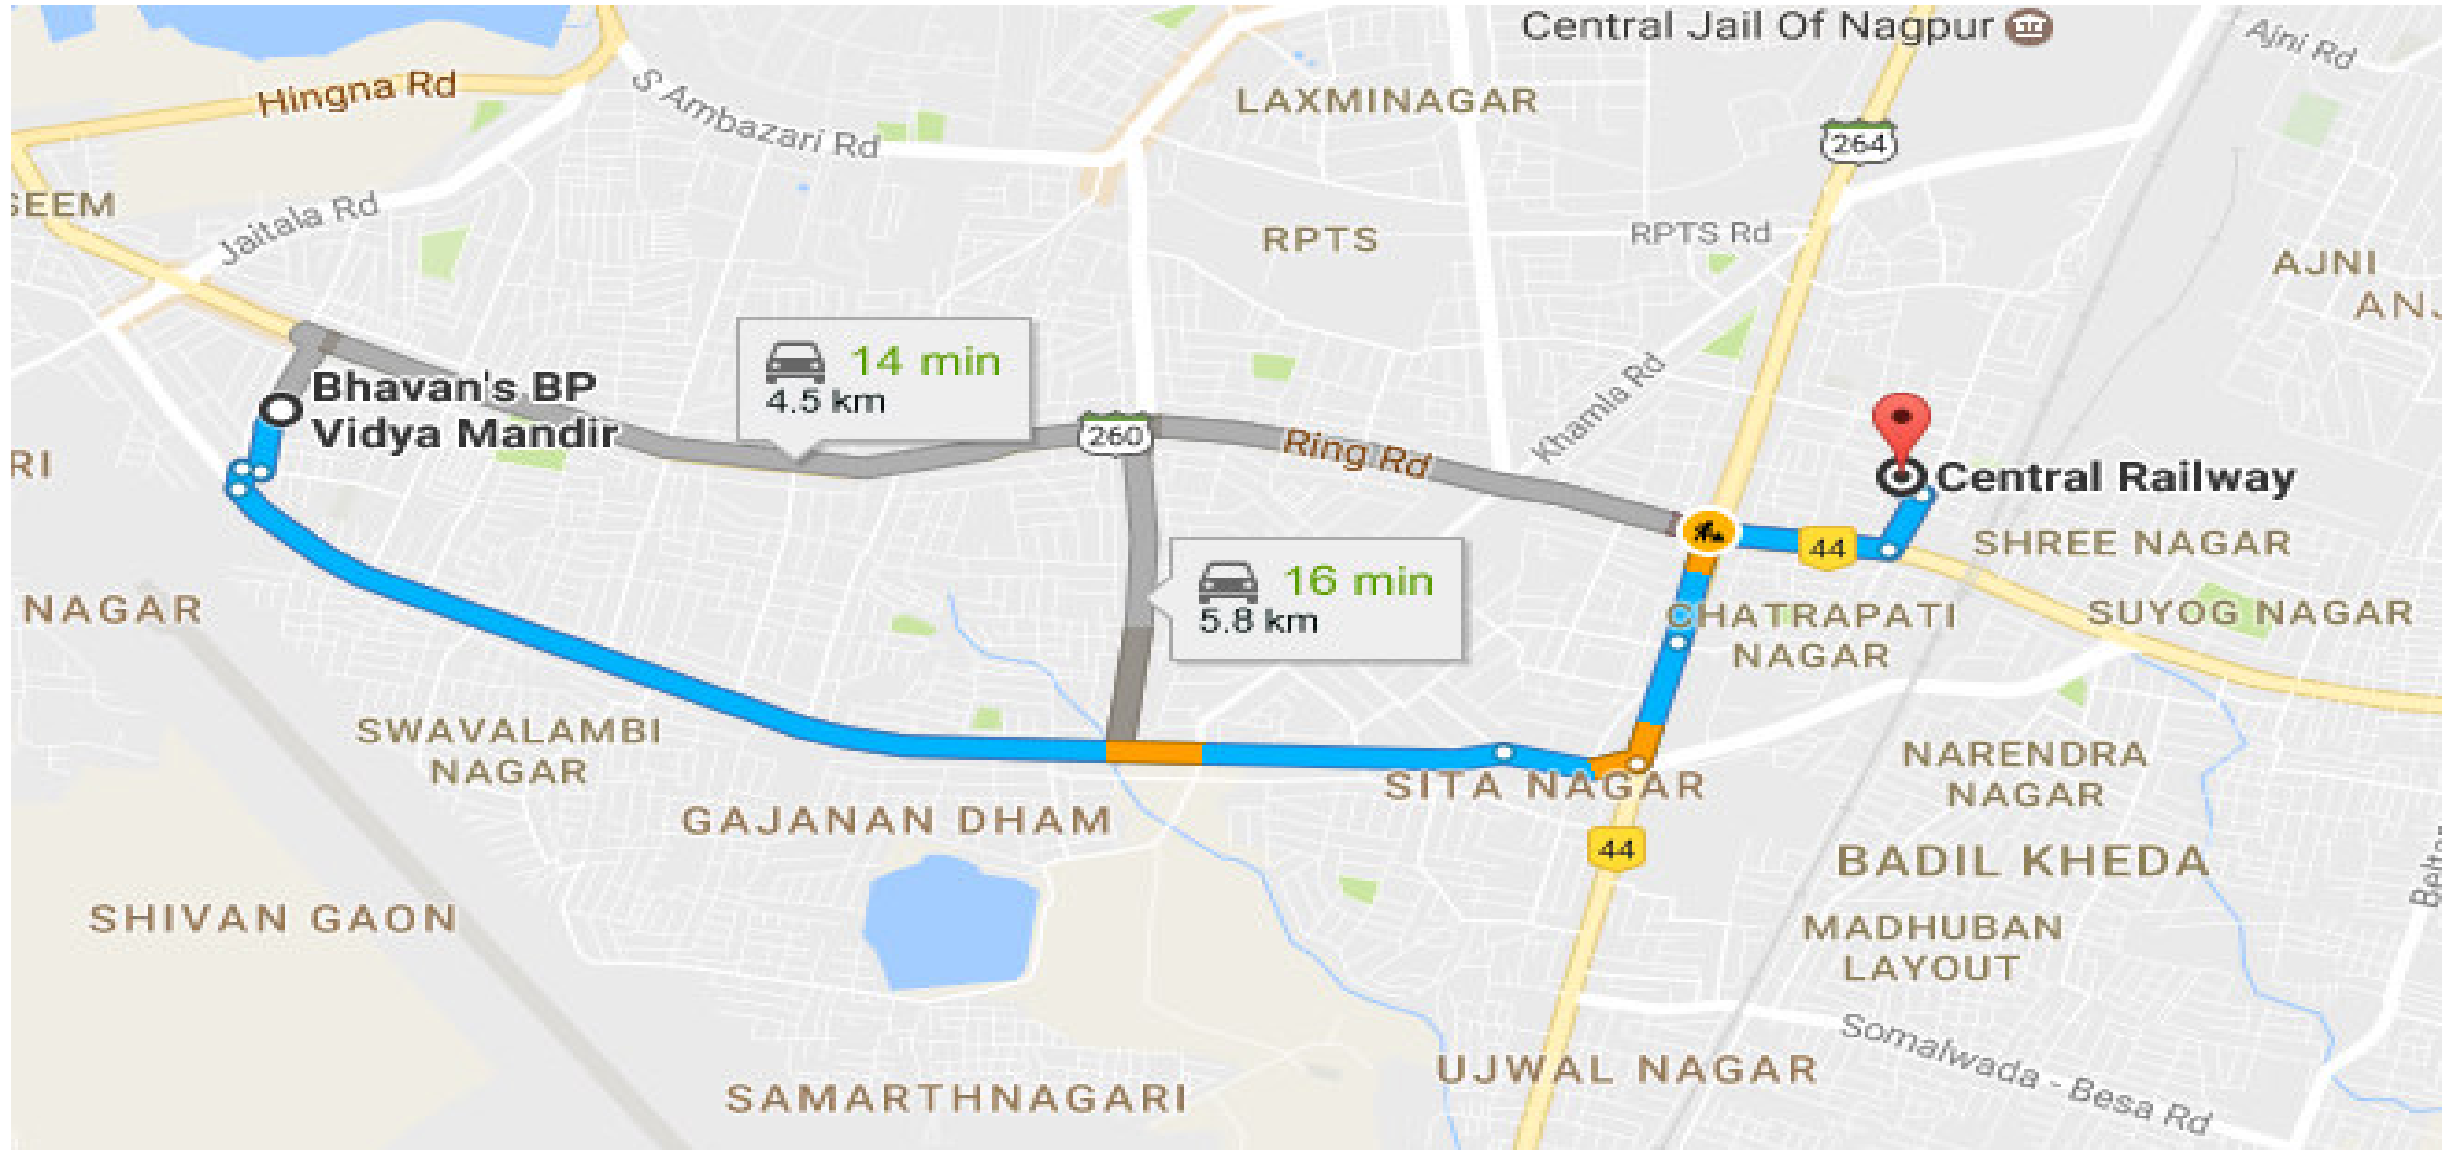 Central Jail Of Nagpur
Ajni Rd
Hingna Rd
S Ambazari Rd
LAXMINAGAR
264
SEEM
Jaitala Rd
RPTS
RPTS Rd
AJNI
ANJ
14 min
4.5 km
Bhavan's BP
Vidya Mandir
260
Ring Rd
Khamla Rd
RI
Central Railway
44
SHREE NAGAR
16 min
5.8 km
NAGAR
CHATRAPATI
NAGAR
SUYOG NAGAR
SWAVALAMBI
NAGAR
SITA NAGAR
NARENDRA
NAGAR
GAJANAN DHAM
44
BADIL KHEDA
SHIVAN GAON
MADHUBAN
LAYOUT
Somalwada - Besa Rd
UJWAL NAGAR
SAMARTHNAGARI